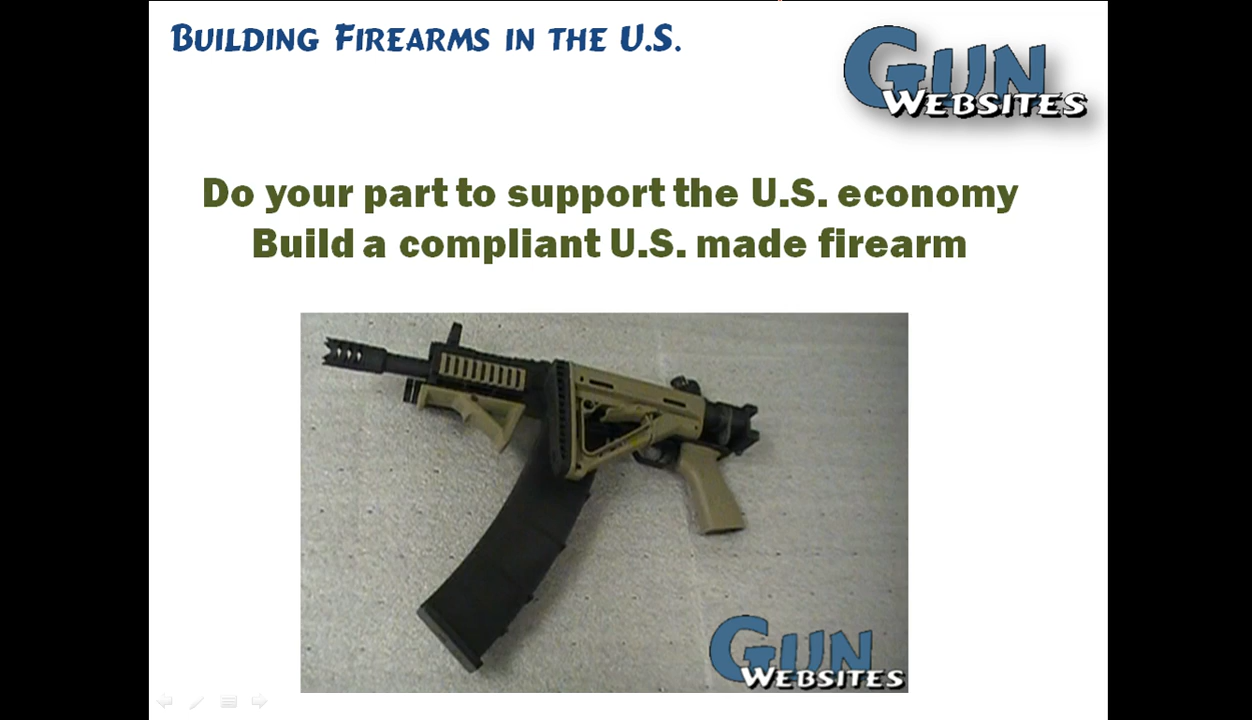 Building Firearms in the U.S.
Gun
Websites
Do your part to support the U.S. economy
Build a compliant U.S. made firearm
Gun
Websites